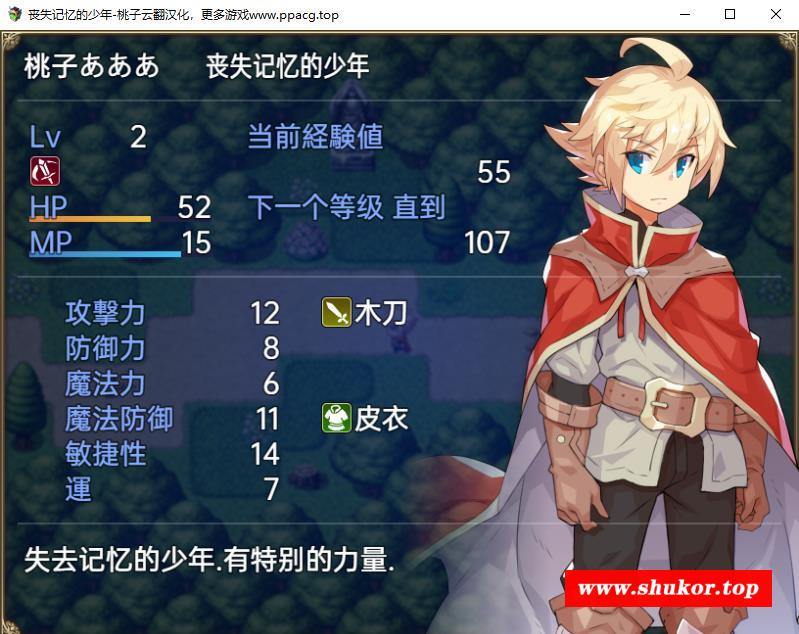 丧失记忆的少年-桃子云翻汉化，更多游戏www.ppacg.top
桃子あああ 丧失记忆的少年
Lv 2 当前経験値
55
HP 52 下一个等级 直到
MP 15 107
攻撃力 12 木刀
防御力 8
魔法力 6
魔法防御 11 皮衣
敏捷性 14
運 7
失去记忆的少年.有特别的力量.
www.shukor.top